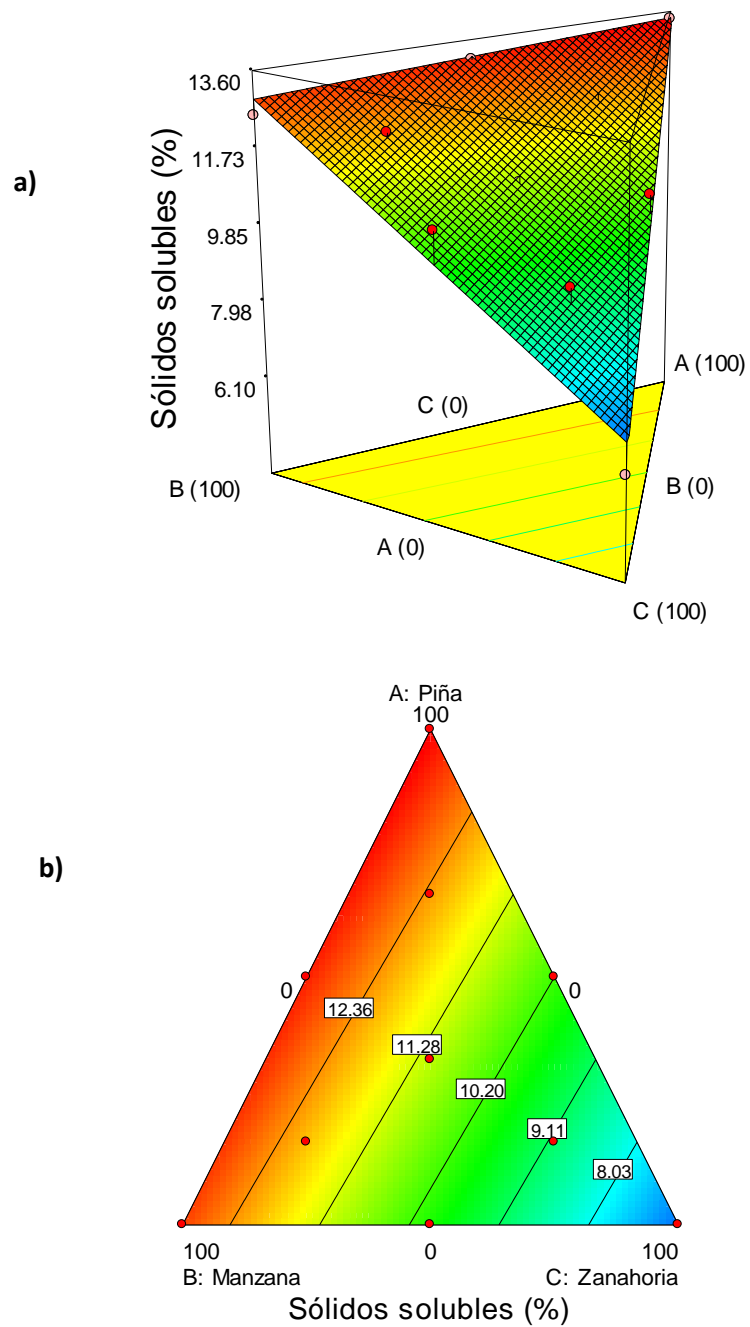 a)
Sólidos solubles (%)
13.60
11.73
9.85
7.98
6.10
A (100)
C (0)
B (100)
B (0)
A (0)
C (100)
b)
A: Piña
100
0
0
12.36
11.28
10.20
9.11
8.03
100
0
100
B: Manzana
C: Zanahoria
Sólidos solubles (%)